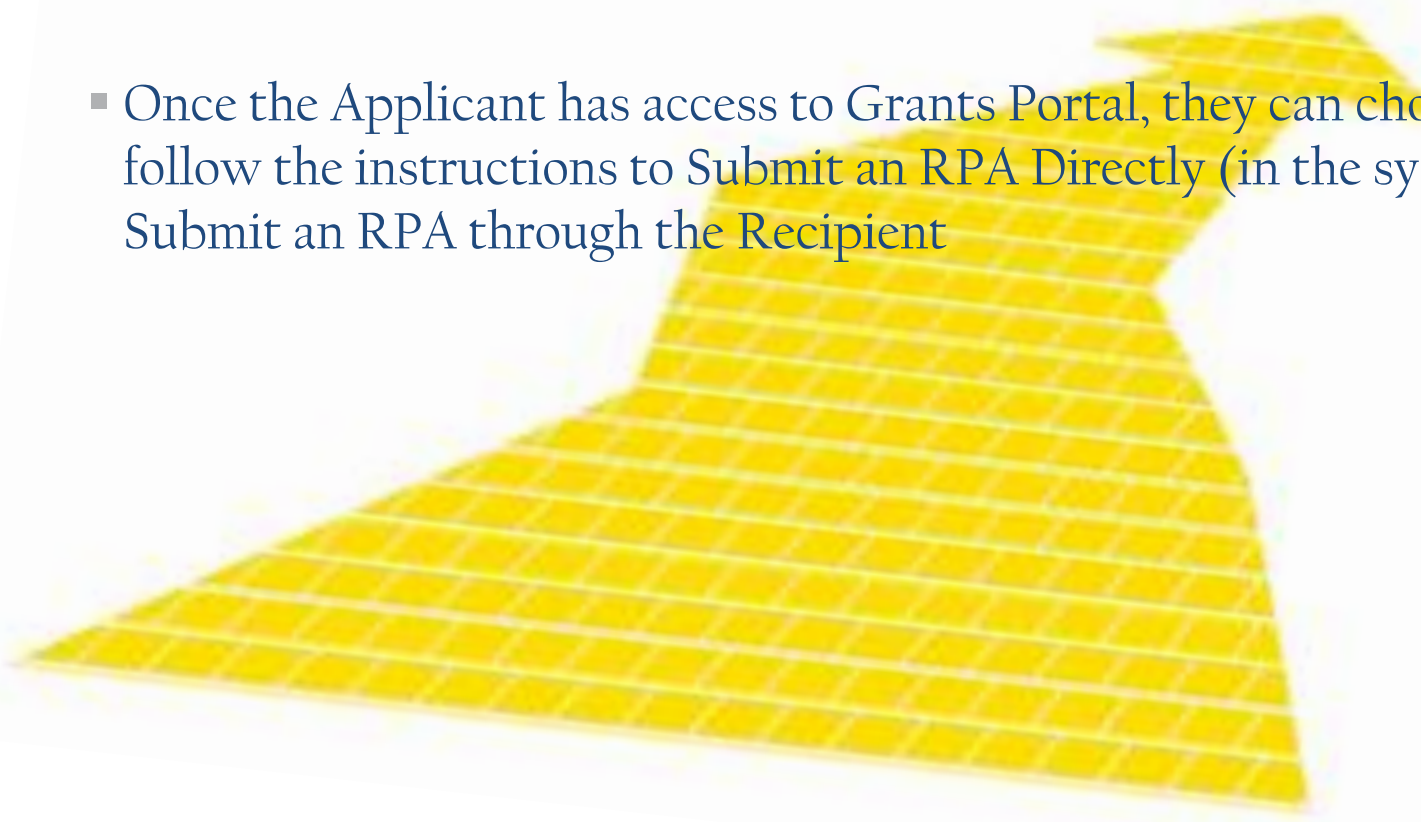 Once the Applicant has access to Grants Portal, they can
follow the instructions to Submit an RPA Directly (in the
Submit an RPA through the Recipient